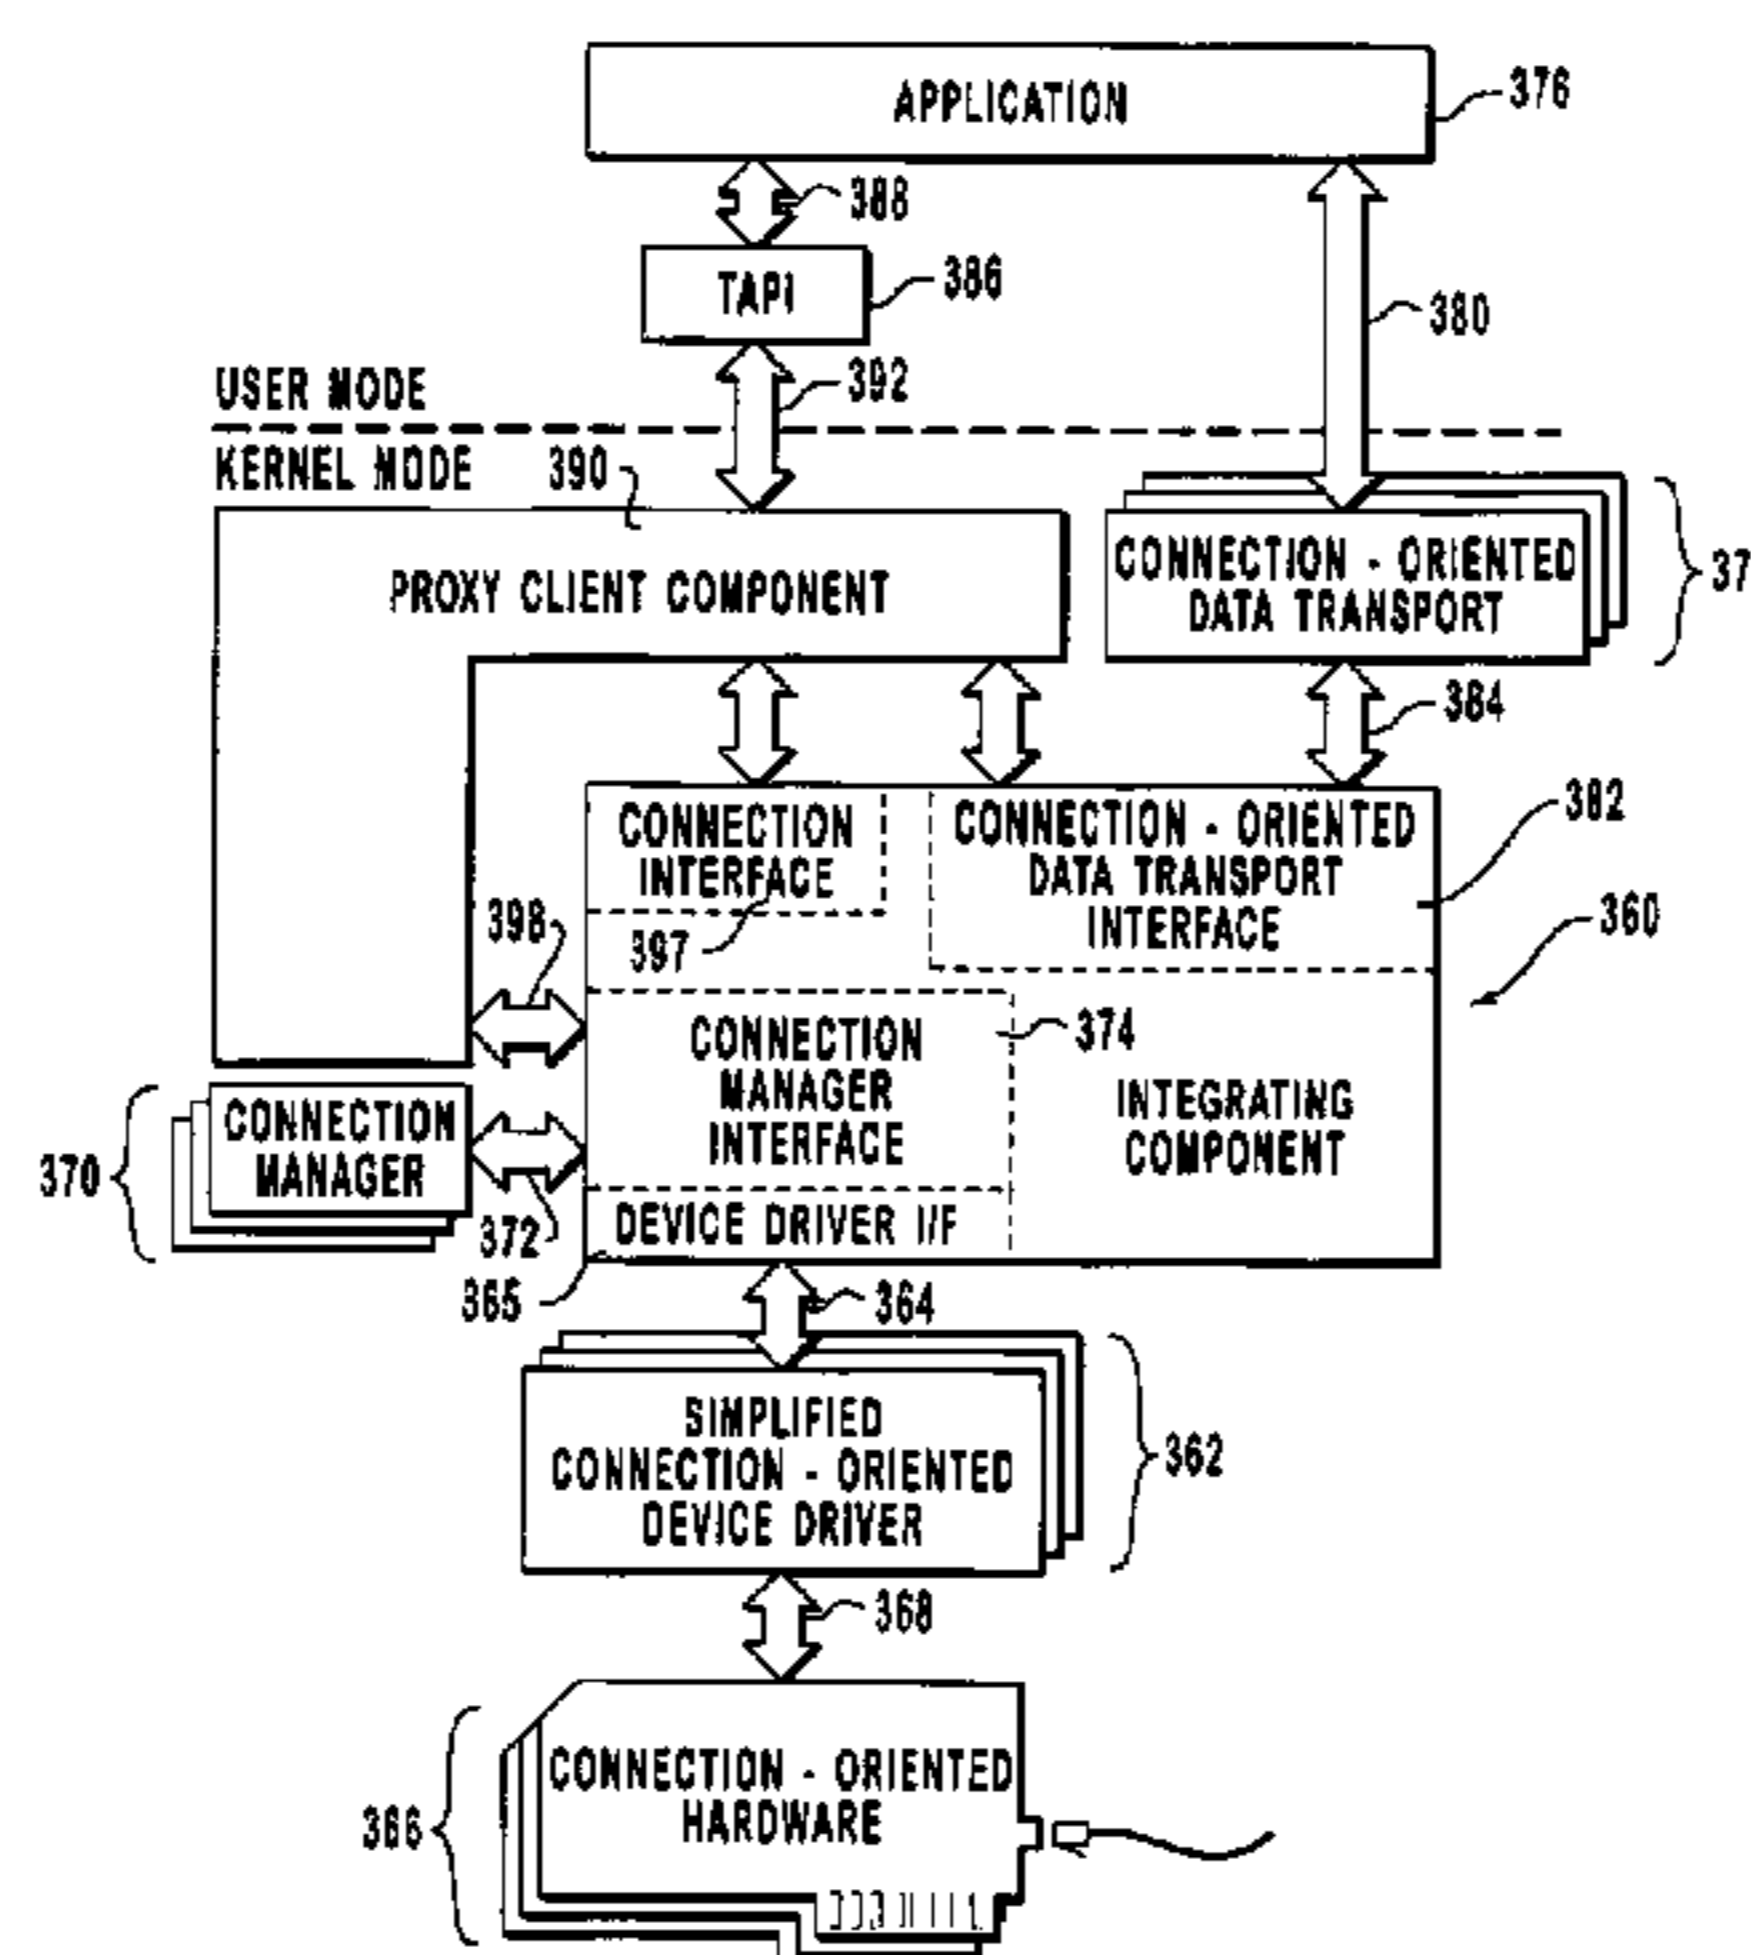 APPLICATION
376
388
TAPI
386
380
392
USER MODE
KERNEL MODE
390
PROXY CLIENT COMPONENT
CONNECTION - ORIENTED
DATA TRANSPORT
37
384
CONNECTION
INTERFACE
397
CONNECTION - ORIENTED
DATA TRANSPORT
INTERFACE
382
360
398
CONNECTION
MANAGER
INTERFACE
374
INTEGRATING
COMPONENT
370
CONNECTION
MANAGER
372
DEVICE DRIVER I/F
365
364
SIMPLIFIED
CONNECTION - ORIENTED
DEVICE DRIVER
362
368
CONNECTION - ORIENTED
HARDWARE
366